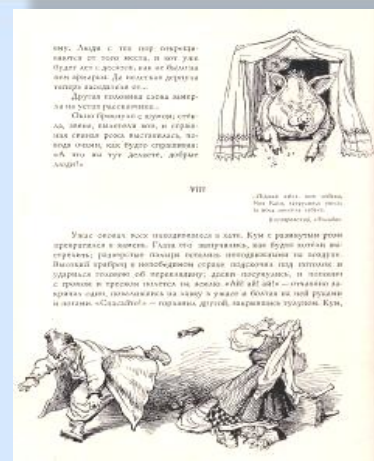 ему. Люди с тех пор открещи-
ваются от того места, и вот уже
будет лет с десяток, как не было на
нем ярмарки. Да нелегкая дернула
теперь заседателя от...
Другая половина слова замер-
ла на устах рассказчика...
Окно брякнуло с шумом; стек-
ла, звеня, вылетели вон, и страш-
ная свиная рожа выставилась, по-
водя очами, как будто спрашивая:
«А что вы тут делаете, добрые
люди?»
VIII
Ужас оковал всех находившихся в хате. Кум с разинутым ртом
превратился в камень. Глаза его выпучились, как будто хотели вы-
стрелить; разверстые пальцы остались неподвижными на воздухе.
Высокий храбрец в непобедимом страхе подскочил под потолок и
ударился головою об перекладину; доски посунулись, и попович
с громом и треском полетел на землю. «Ай! ай! ай!» — отчаянно за-
кричал один, повалившись на лавку в ужасе и болтая на ней руками
и ногами. «Спасайте!» — горланил другой, закрывшись тулупом. Кум,